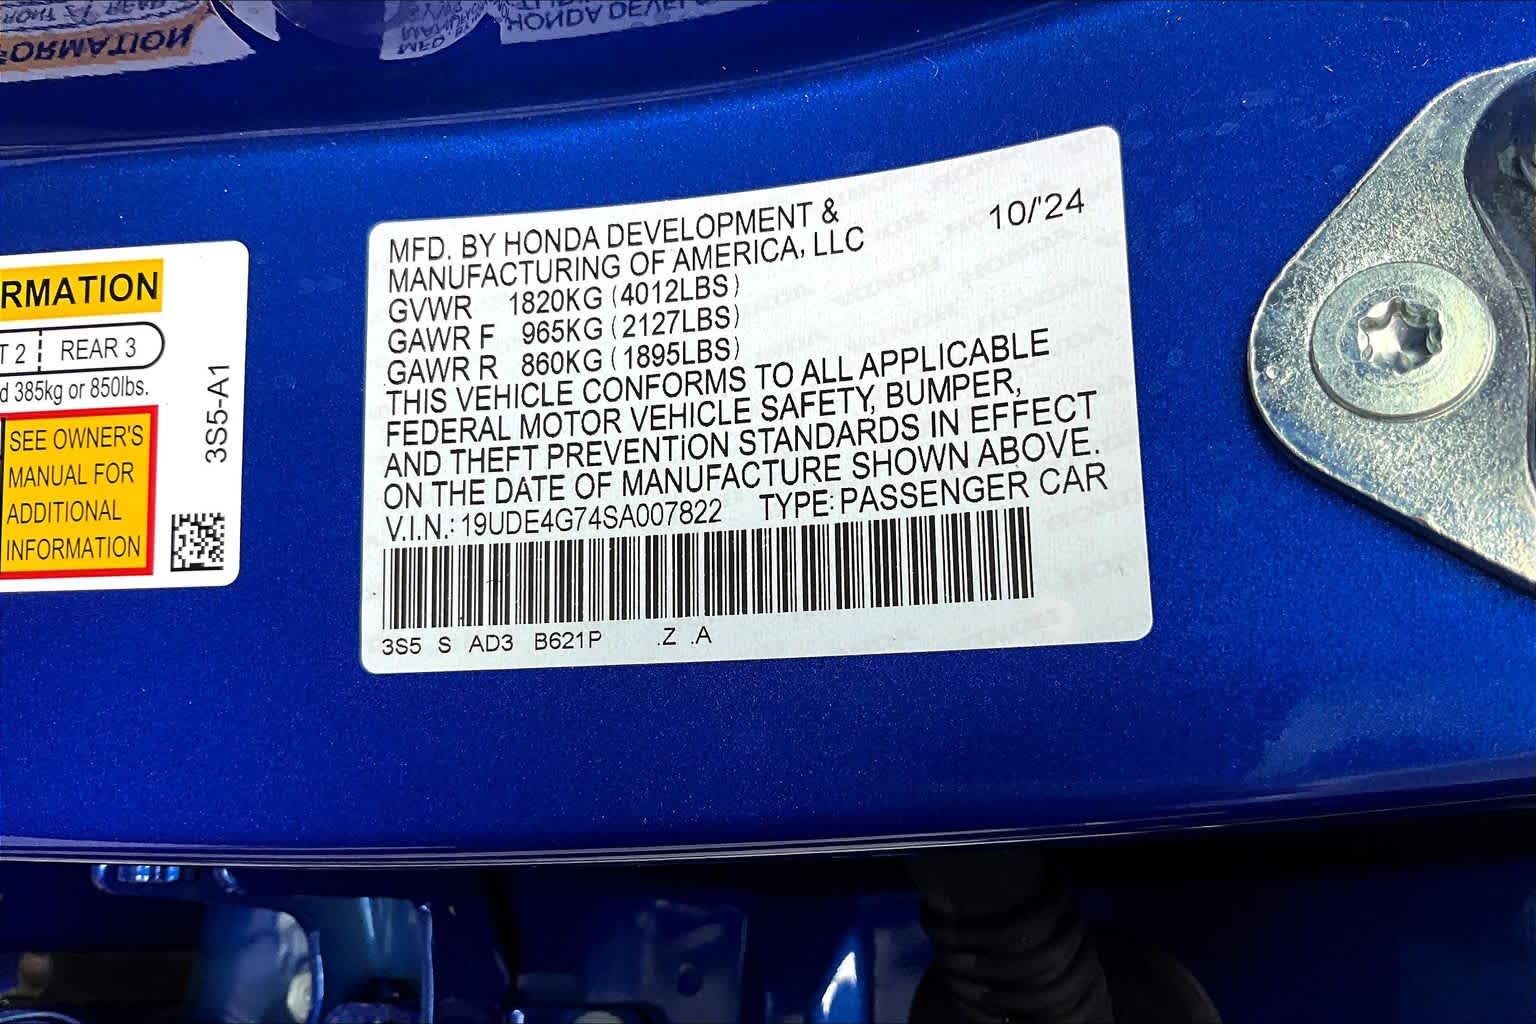 RMATION
T 2 REAR 3
d 385kg or 850lbs.
SEE OWNER'S
MANUAL FOR
ADDITIONAL
INFORMATION
3S5-A1
MFD. BY HONDA DEVELOPMENT &
MANUFACTURING OF AMERICA, LLC
10/'24
GVWR 1820KG (4012LBS)
GAWR F 965KG (2127LBS)
GAWR R 860KG (1895LBS)
THIS VEHICLE CONFORMS TO ALL APPLICABLE
FEDERAL MOTOR VEHICLE SAFETY, BUMPER,
AND THEFT PREVENTION STANDARDS IN EFFECT
ON THE DATE OF MANUFACTURE SHOWN ABOVE.
V.I.N.: 19UDE4G74SA007822 TYPE: PASSENGER CAR
3S5 S AD3 B621P .Z .A